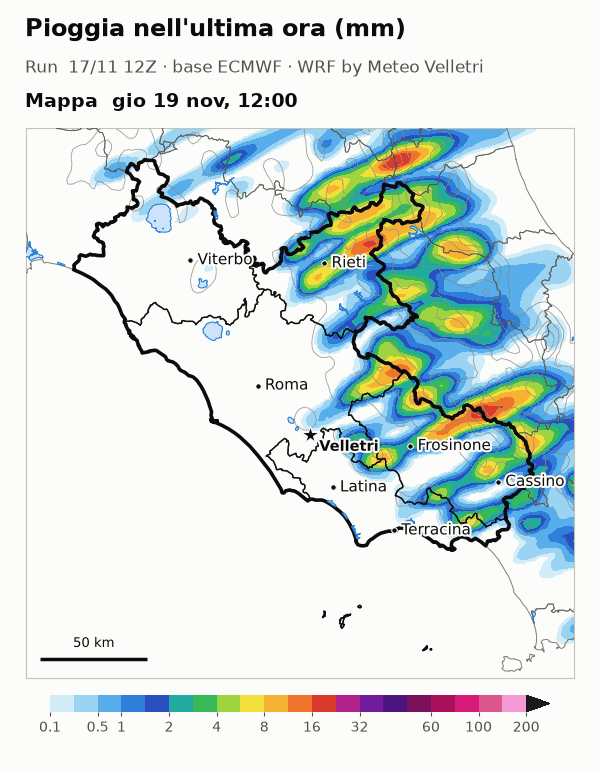 Pioggia nell'ultima ora (mm)
Run  17/11 12Z · base ECMWF · WRF by Meteo Velletri
Mappa  gio 19 nov, 12:00
Viterbo
Rieti
Roma
Velletri
Frosinone
Cassino
Latina
Terracina
50 km
0.1 0.5 1 2 4 8 16 32 60 100 200